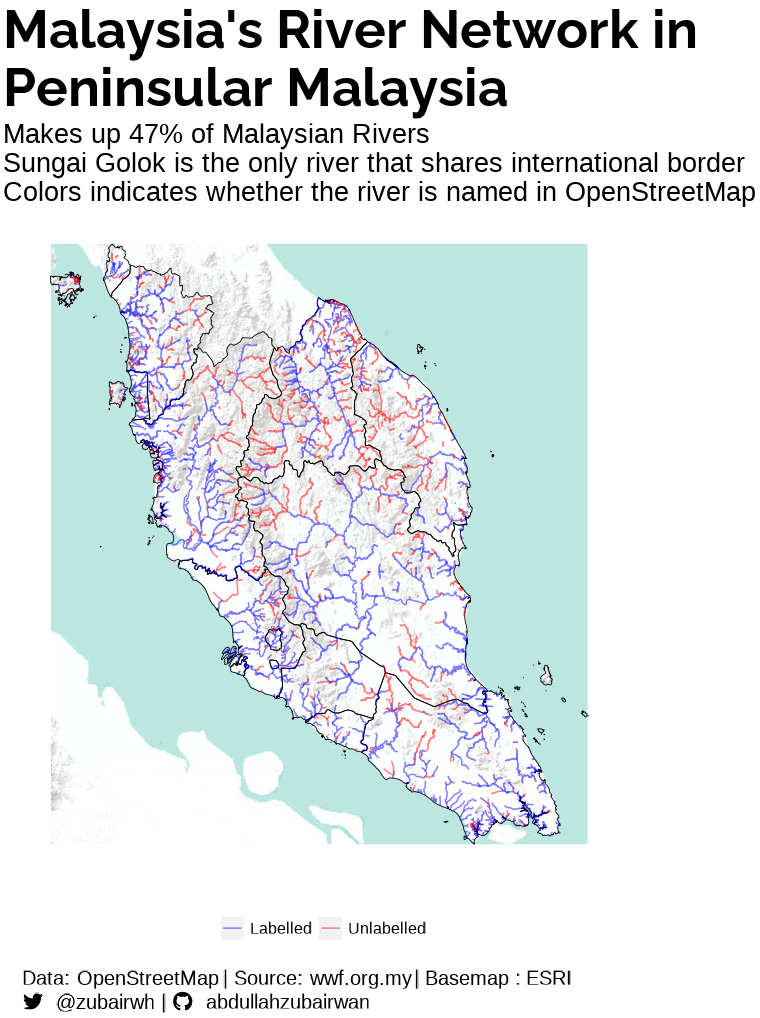 Malaysia's River Network in
Peninsular Malaysia
Makes up 47% of Malaysian Rivers
Sungai Golok is the only river that shares international border
Colors indicates whether the river is named in OpenStreetMap
Labelled Unlabelled
Data: OpenStreetMap | Source: wwf.org.my | Basemap : ESRI
@zubairwh | abdullahzubairwan